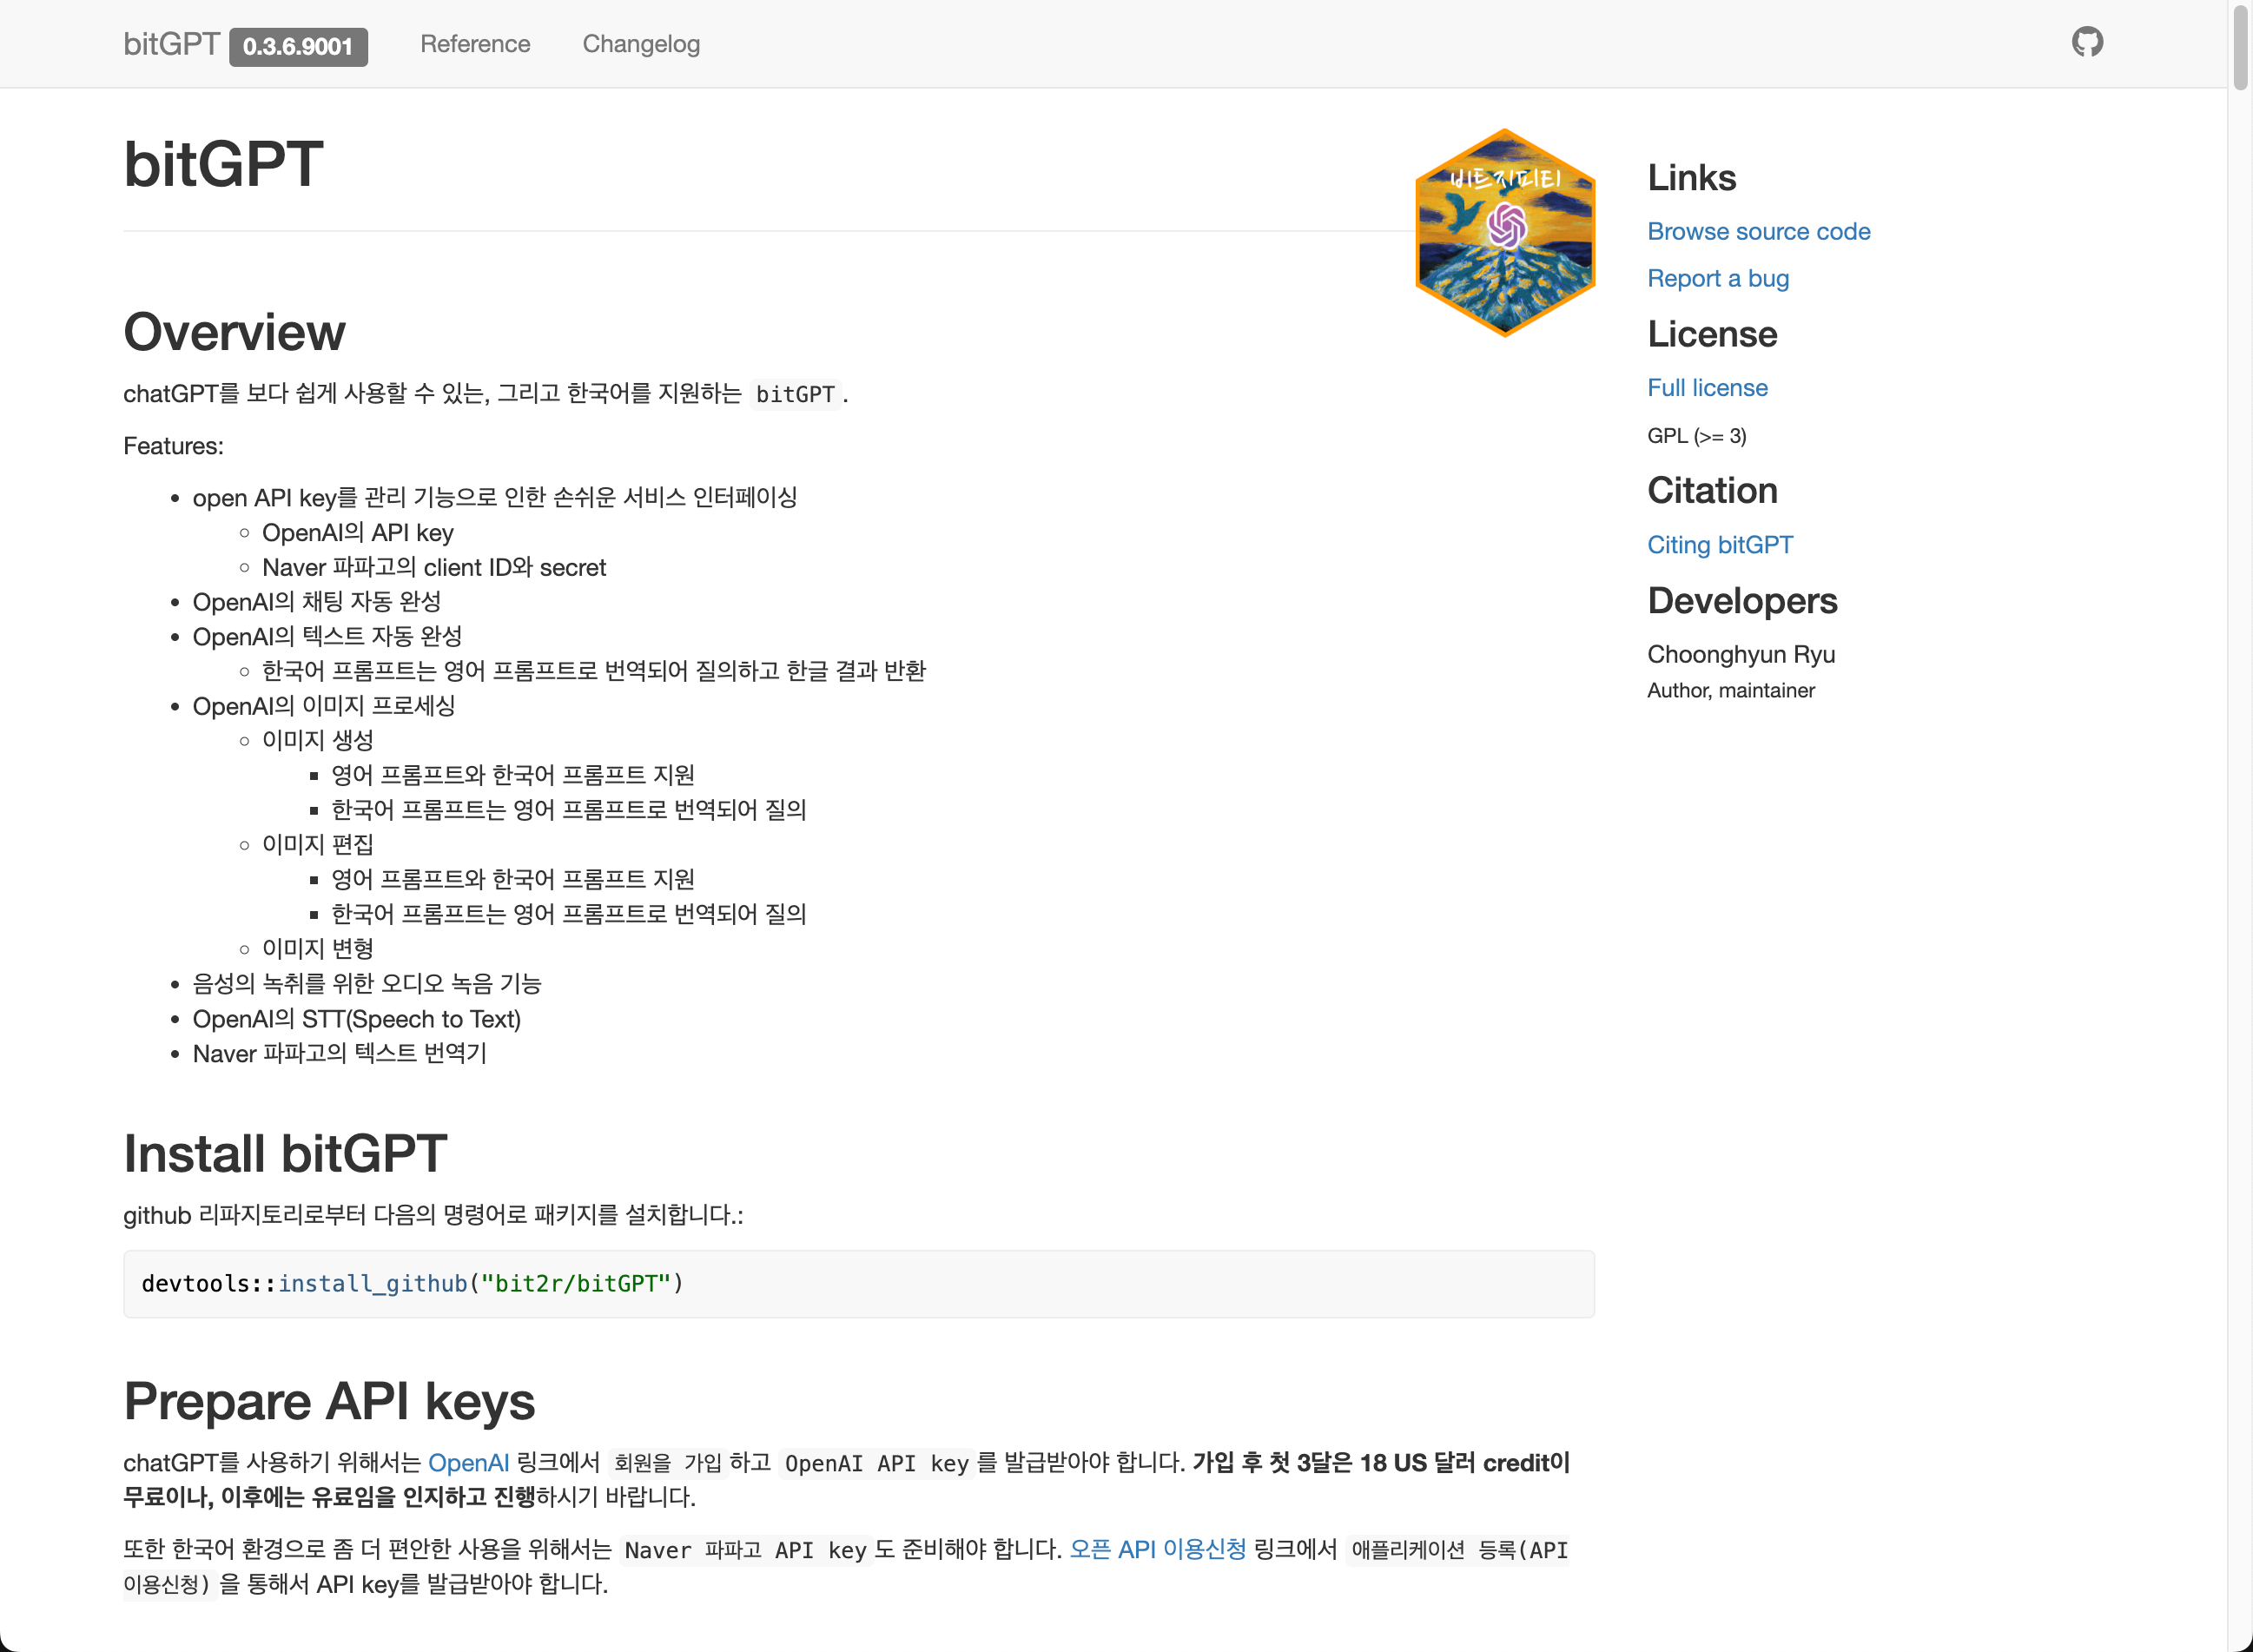 bitGPT 0.3.6.9001 Reference Changelog
bitGPT
비트지피티
Overview
chatGPT를 보다 쉽게 사용할 수 있는, 그리고 한국어를 지원하는 bitGPT.
Features:
• open API key를 관리 기능으로 인한 손쉬운 서비스 인터페이싱
◦ OpenAI의 API key
◦ Naver 파파고의 client ID와 secret
• OpenAI의 채팅 자동 완성
• OpenAI의 텍스트 자동 완성
◦ 한국어 프롬프트는 영어 프롬프트로 번역되어 질의하고 한글 결과 반환
• OpenAI의 이미지 프로세싱
◦ 이미지 생성
▪ 영어 프롬프트와 한국어 프롬프트 지원
▪ 한국어 프롬프트는 영어 프롬프트로 번역되어 질의
◦ 이미지 편집
▪ 영어 프롬프트와 한국어 프롬프트 지원
▪ 한국어 프롬프트는 영어 프롬프트로 번역되어 질의
◦ 이미지 변형
• 음성의 녹취를 위한 오디오 녹음 기능
• OpenAI의 STT(Speech to Text)
• Naver 파파고의 텍스트 번역기
Install bitGPT
github 리파지토리로부터 다음의 명령어로 패키지를 설치합니다.:
devtools::install_github("bit2r/bitGPT")
Prepare API keys
chatGPT를 사용하기 위해서는 OpenAI 링크에서 회원을 가입하고 OpenAI API key를 발급받아야 합니다. 가입 후 첫 3달은 18 US 달러 credit이
무료이나, 이후에는 유료임을 인지하고 진행하시기 바랍니다.
또한 한국어 환경으로 좀 더 편안한 사용을 위해서는 Naver 파파고 API key도 준비해야 합니다. 오픈 API 이용신청 링크에서 애플리케이션 등록(API
이용신청)을 통해서 API key를 발급받아야 합니다.
Links
Browse source code
Report a bug
License
Full license
GPL (>= 3)
Citation
Citing bitGPT
Developers
Choonghyun Ryu
Author, maintainer